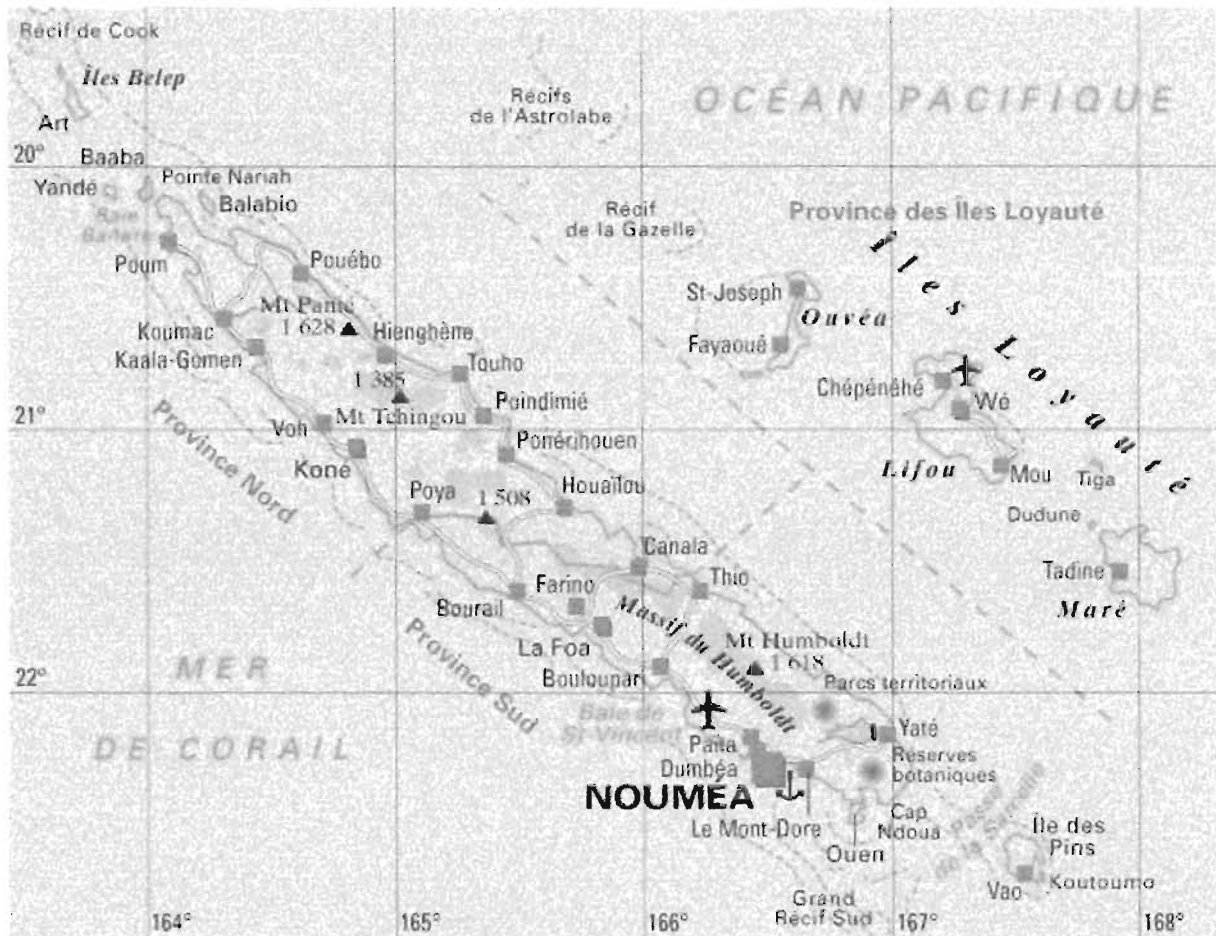 Récif de Cook
Îles Belep
Art
Baaba
20°
Yandé
Pointe Nariah
Balabio
Poum
Pouébo
Récifs
de l'Astrolabe
OCÉAN PACIFIQUE
Récif
de la Gazelle
Province des Îles Loyauté
Îles Loyauté
St-Joseph
Ouvéa
Fayaoué
Mt Panié
1 628
Koumac
Kaala-Gomen
Hienghène
Touho
1 385
Mt Tchingou
Poindimié
Chépénéhé
Wé
21°
Voh
Koné
Province Nord
Ponérihouen
Lifou
Mou
Tiga
Poya
1 508
Houaïlou
Dudune
Canala
Thio
Tadine
Maré
Farino
Bourail
La Foa
Massif du Humboldt
Mt Humboldt
1 618
Province Sud
MER
DE CORAIL
22°
Bouloupari
Parcs territoriaux
Baie de
St-Vincent
Païta
Dumbéa
NOUMÉA
Yaté
Réserves
botaniques
Le Mont-Dore
Cap
Ndoua
Ouen
Passe
de la Sarcelle
Île des
Pins
Vao
Koutoumo
Grand
Récif Sud
164°
165°
166°
167°
168°